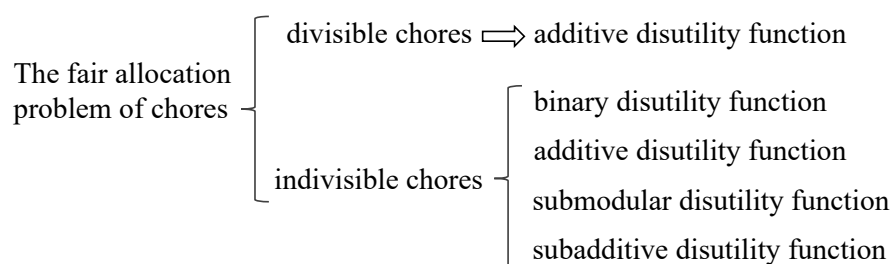 divisible chores ⇒ additive disutility function
The fair allocation
problem of chores
indivisible chores
binary disutility function
additive disutility function
submodular disutility function
subadditive disutility function